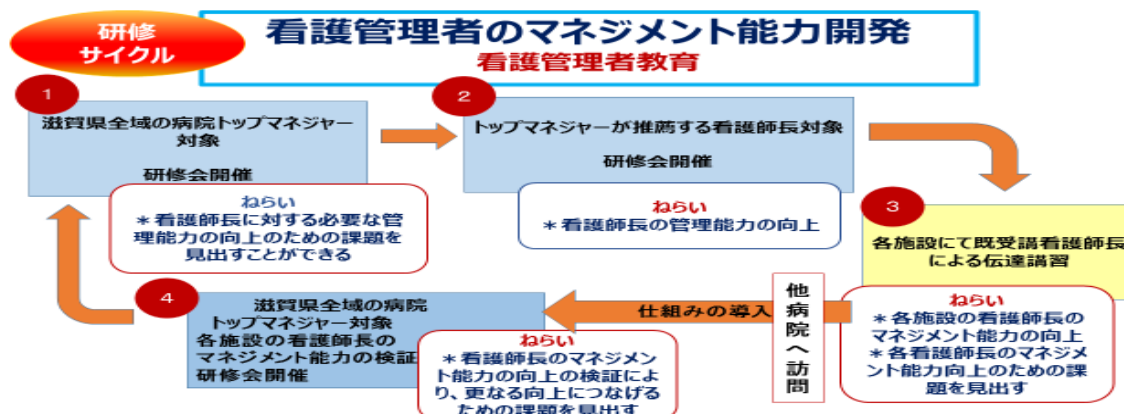 研修
サイクル
看護管理者のマネジメント能力開発
看護管理者教育
1
滋賀県全域の病院トップマネジャー
対象
研修会開催
ねらい
＊看護師長に対する必要な管
理能力の向上のための課題を
見出すことができる
2
トップマネジャーが推薦する看護師長対象
研修会開催
ねらい
＊看護師長の管理能力の向上
3
各施設にて既受講看護師長
による伝達講習
ねらい
＊各施設の看護師長の
マネジメント能力の向上
＊各看護師長のマネジメ
ント能力向上のための課
題を見出す
他病院へ訪問
仕組みの導入
4
滋賀県全域の病院
トップマネジャー対象
各施設の看護師長の
マネジメント能力の検証
研修会開催
ねらい
＊看護師長のマネジメン
ト能力の向上の検証によ
り、更なる向上につなげる
ための課題を見出す